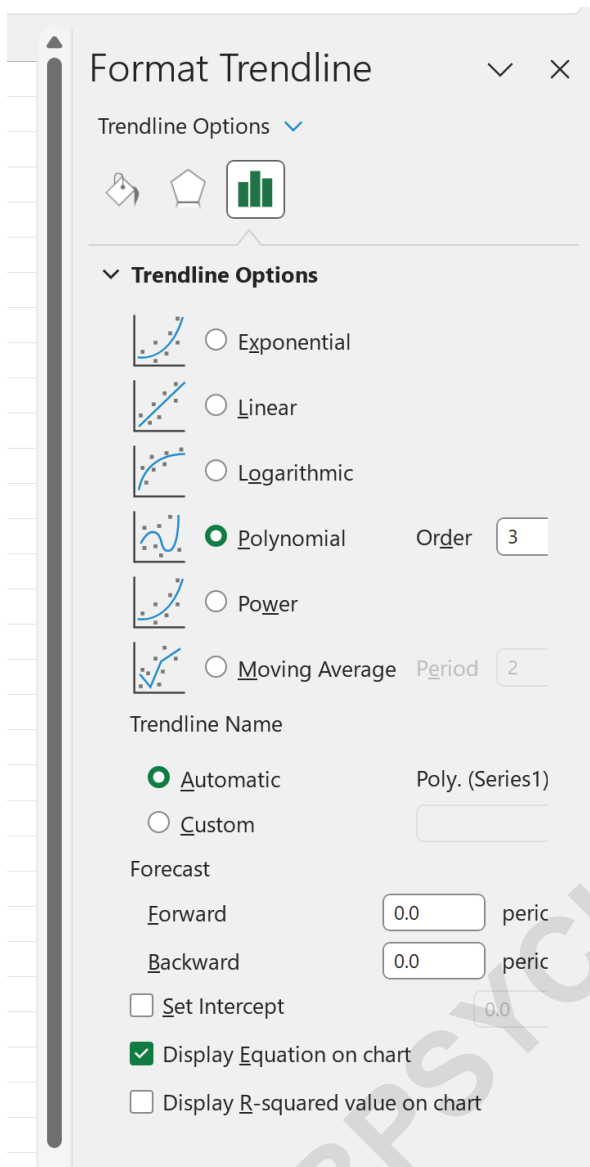 Format Trendline
Trendline Options
Trendline Options
Exponential
Linear
Logarithmic
Polynomial Order 3
Power
Moving Average Period 2
Trendline Name
Automatic Poly. (Series1)
Custom
Forecast
Forward 0.0
Backward 0.0
Set Intercept 0.0
Display Equation on chart
Display R-squared value on chart